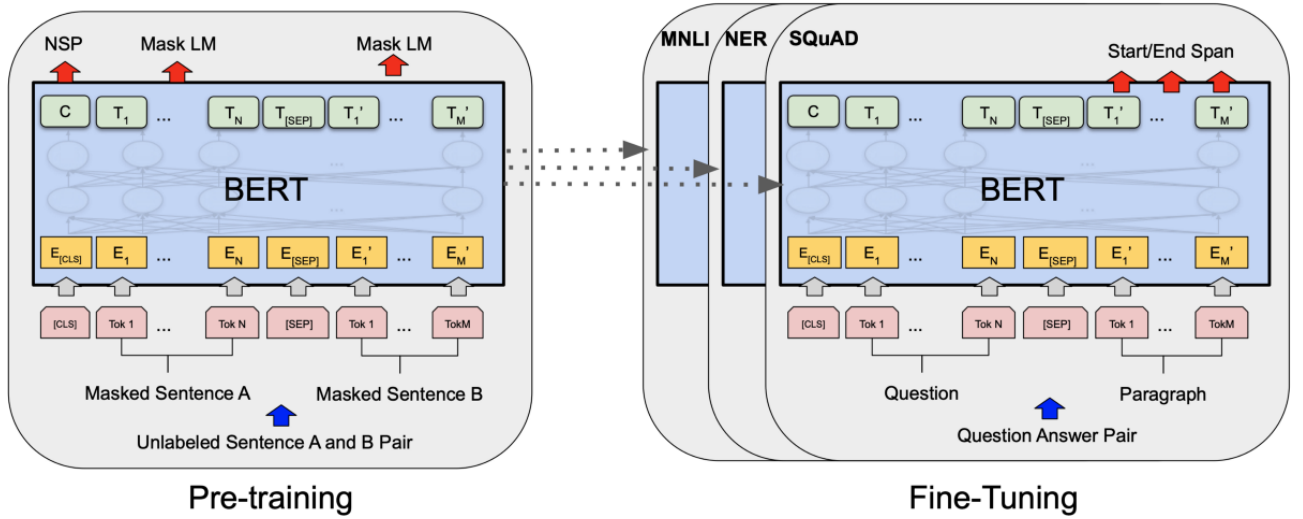 NSP Mask LM Mask LM
C T1 ... TN T[SEP] T1' ... TM'
...
BERT
...
E[CLS] E1 ... EN E[SEP] E1' ... EM'
[CLS] Tok 1 ... Tok N [SEP] Tok 1 ... TokM
Masked Sentence A Masked Sentence B
Unlabeled Sentence A and B Pair
Pre-training
MNLI NER SQuAD
Start/End Span
C T1 ... TN T[SEP] T1' ... TM'
...
BERT
...
E[CLS] E1 ... EN E[SEP] E1' ... EM'
[CLS] Tok 1 ... Tok N [SEP] Tok 1 ... TokM
Question Paragraph
Question Answer Pair
Fine-Tuning